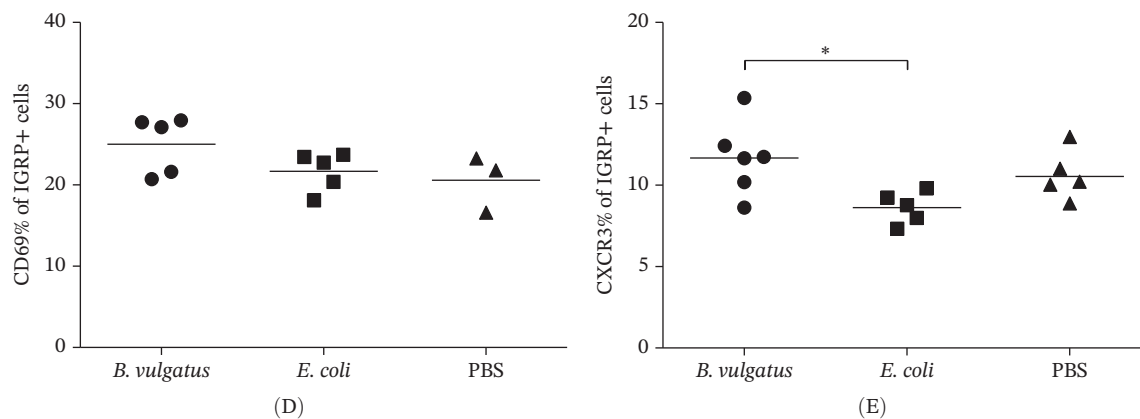 CD69% of IGRP+ cells
40
30
20
10
0
B. vulgatus
E. coli
PBS
(D)
CXCR3% of IGRP+ cells
20
15
10
5
0
*
B. vulgatus
E. coli
PBS
(E)